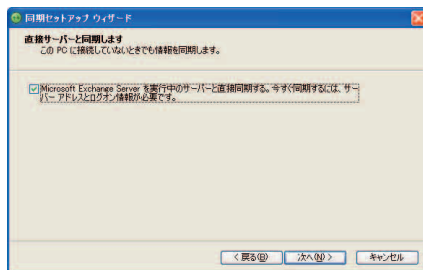 同期セットアップ ウィザード
直接サーバーと同期します
この PC に接続していないときでも情報を同期します。
Microsoft Exchange Server を実行中のサーバーと直接同期する。今すぐ同期するには、サー
バー アドレスとログオン情報が必要です。
< 戻る(B)
次へ(N) >
キャンセル